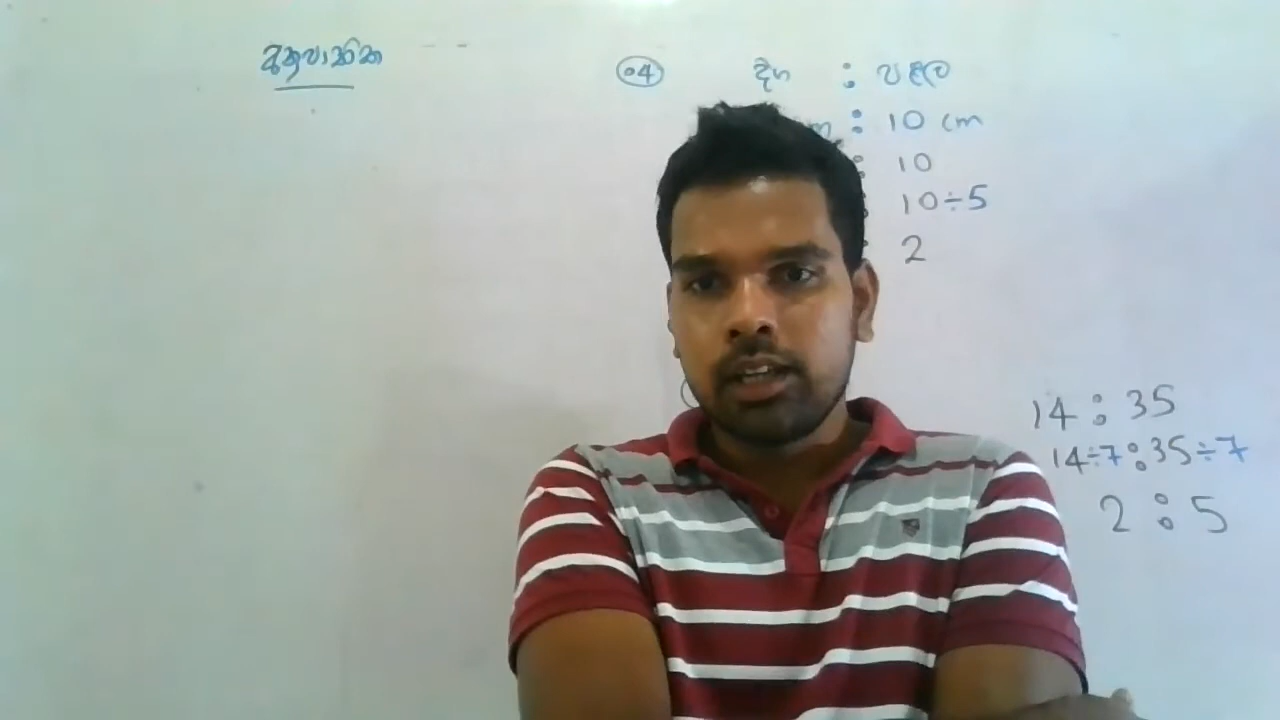 අනුපාතික --
04 දිග : පළල
m : 10 cm
: 10
: 10÷5
: 2
14 : 35
14÷7 : 35÷7
2 : 5